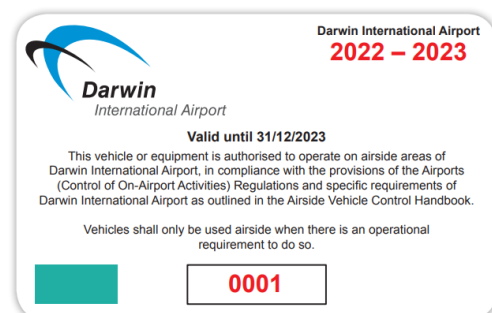 Darwin International Airport
2022 – 2023
Darwin
International Airport
Valid until 31/12/2023
This vehicle or equipment is authorised to operate on airside areas of
Darwin International Airport, in compliance with the provisions of the Airports
(Control of On-Airport Activities) Regulations and specific requirements of
Darwin International Airport as outlined in the Airside Vehicle Control Handbook.
Vehicles shall only be used airside when there is an operational
requirement to do so.
0001